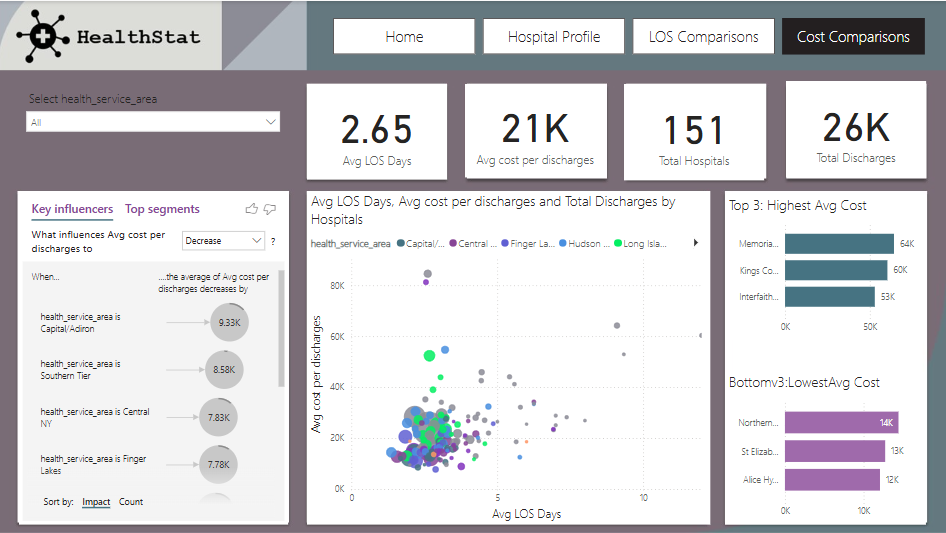 HealthStat
Home
Hospital Profile
LOS Comparisons
Cost Comparisons
Select health_service_area
All
2.65
Avg LOS Days
21K
Avg cost per discharges
151
Total Hospitals
26K
Total Discharges
Key influencers
Top segments
What influences Avg cost per
discharges to
Decrease
?
When...
....the average of Avg cost per
discharges decreases by
health_service_area is
Capital/Adiron
9.33K
health_service_area is
Southern Tier
8.58K
health_service_area is Central
NY
7.83K
health_service_area is Finger
Lakes
7.78K
Sort by:
Impact
Count
Avg LOS Days, Avg cost per discharges and Total Discharges by
Hospitals
health_service_area
Capital/...
Central ...
Finger La...
Hudson ...
Long Isla...
Avg cost per discharges
80K
60K
40K
20K
0K
0
5
10
Avg LOS Days
Top 3: Highest Avg Cost
Memoria...
64K
Kings Co...
60K
Interfaith...
53K
0K
50K
Bottomv3:LowestAvg Cost
Northern...
14K
St Elizab...
13K
Alice Hy...
12K
0K
10K